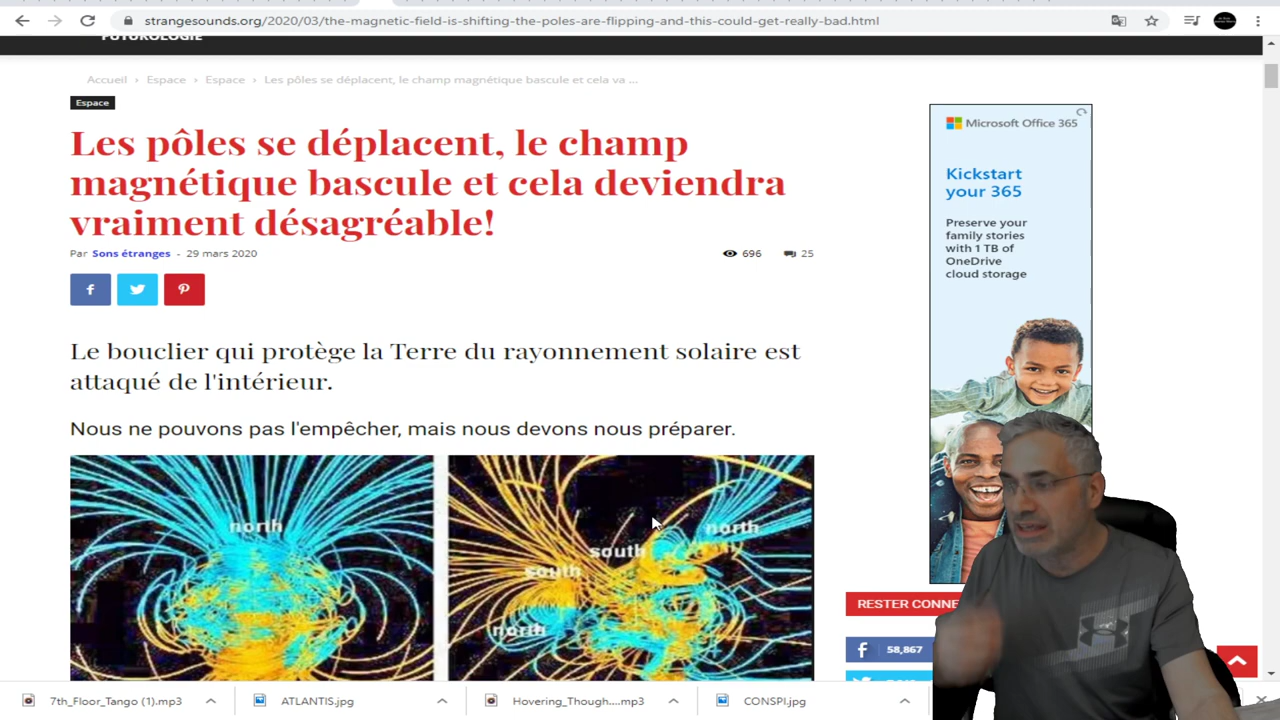 strangesounds.org/2020/03/the-magnetic-field-is-shifting-the-poles-are-flipping-and-this-could-get-really-bad.html
FUTUROLOGIE
Accueil › Espace › Espace › Les pôles se déplacent, le champ magnétique bascule et cela va ...
Espace
Les pôles se déplacent, le champ
magnétique bascule et cela deviendra
vraiment désagréable!
Par Sons étranges - 29 mars 2020
696
25
Le bouclier qui protège la Terre du rayonnement solaire est
attaqué de l'intérieur.
Nous ne pouvons pas l'empêcher, mais nous devons nous préparer.
north
north
south
south
north
Microsoft Office 365
Kickstart
your 365
Preserve your
family stories
with 1 TB of
OneDrive
cloud storage
RESTER
58,867
7th_Floor_Tango (1).mp3
ATLANTIS.jpg
Hovering_Though....mp3
CONSPI.jpg